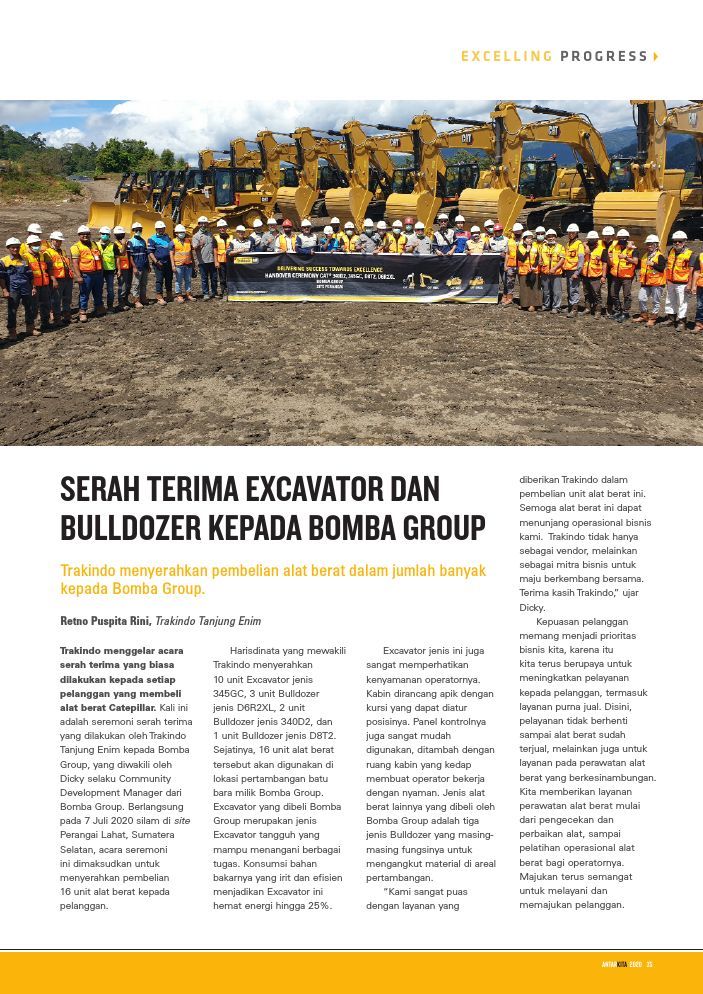 EXCELLING PROGRESS
CAT
CAT
CAT
CAT
DELIVERING SUCCESS TOWARDS EXCELLENCE
HANDOVER CEREMONY CAT® 340D2, 345GC, D8T2, D6R2XL
BOMBA GROUP
SERAH TERIMA EXCAVATOR DAN
BULLDOZER KEPADA BOMBA GROUP
Trakindo menyerahkan pembelian alat berat dalam jumlah banyak
kepada Bomba Group.
Retno Puspita Rini, Trakindo Tanjung Enim
Trakindo menggelar acara
serah terima yang biasa
dilakukan kepada setiap
pelanggan yang membeli
alat berat Catepillar. Kali ini
adalah seremoni serah terima
yang dilakukan oleh Trakindo
Tanjung Enim kepada Bomba
Group, yang diwakili oleh
Dicky selaku Community
Development Manager dari
Bomba Group. Berlangsung
pada 7 Juli 2020 silam di site
Perangai Lahat, Sumatera
Selatan, acara seremoni
ini dimaksudkan untuk
menyerahkan pembelian
16 unit alat berat kepada
pelanggan.
Harisdinata yang mewakili
Trakindo menyerahkan
10 unit Excavator jenis
345GC, 3 unit Bulldozer
jenis D6R2XL, 2 unit
Bulldozer jenis 340D2, dan
1 unit Bulldozer jenis D8T2.
Sejatinya, 16 unit alat berat
tersebut akan digunakan di
lokasi pertambangan batu
bara milik Bomba Group.
Excavator yang dibeli Bomba
Group merupakan jenis
Excavator tangguh yang
mampu menangani berbagai
tugas. Konsumsi bahan
bakarnya yang irit dan efisien
menjadikan Excavator ini
hemat energi hingga 25%.
Excavator jenis ini juga
sangat memperhatikan
kenyamanan operatornya.
Kabin dirancang apik dengan
kursi yang dapat diatur
posisinya. Panel kontrolnya
juga sangat mudah
digunakan, ditambah dengan
ruang kabin yang kedap
membuat operator bekerja
dengan nyaman. Jenis alat
berat lainnya yang dibeli oleh
Bomba Group adalah tiga
jenis Bulldozer yang masing-
masing fungsinya untuk
mengangkut material di areal
pertambangan.
"Kami sangat puas
dengan layanan yang
diberikan Trakindo dalam
pembelian unit alat berat ini.
Semoga alat berat ini dapat
menunjang operasional bisnis
kami. Trakindo tidak hanya
sebagai vendor, melainkan
sebagai mitra bisnis untuk
maju berkembang bersama.
Terima kasih Trakindo," ujar
Dicky.
Kepuasan pelanggan
memang menjadi prioritas
bisnis kita, karena itu
kita terus berupaya untuk
meningkatkan pelayanan
kepada pelanggan, termasuk
layanan purna jual. Disini,
pelayanan tidak berhenti
sampai alat berat sudah
terjual, melainkan juga untuk
layanan pada perawatan alat
berat yang berkesinambungan.
Kita memberikan layanan
perawatan alat berat mulai
dari pengecekan dan
perbaikan alat, sampai
pelatihan operasional alat
berat bagi operatornya.
Majukan terus semangat
untuk melayani dan
memajukan pelanggan.
ANTARKITA 2020